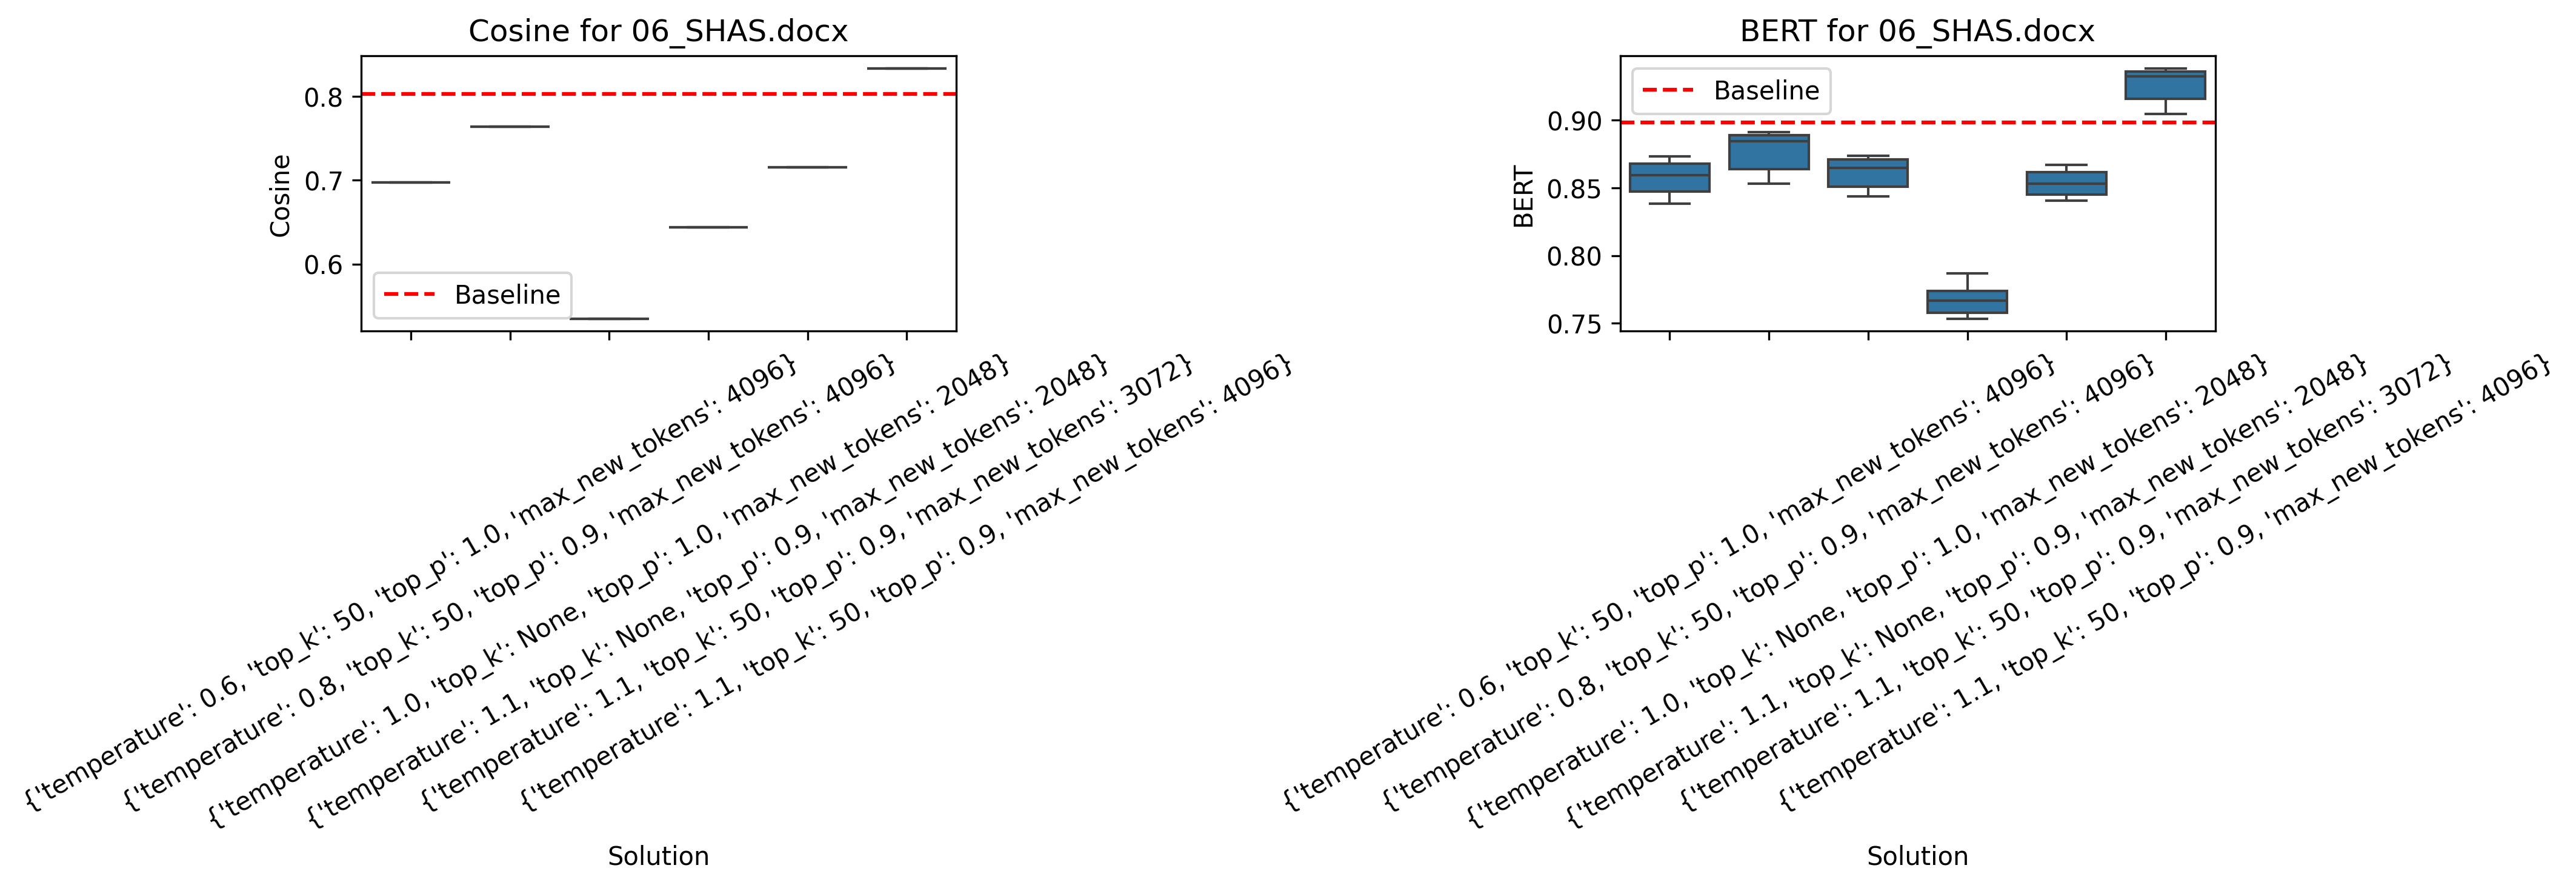 Cosine for 06_SHAS.docx
Cosine
0.8
0.7
0.6
Baseline
{'temperature': 0.6, 'top_k': 50, 'top_p': 1.0, 'max_new_tokens': 4096}
{'temperature': 0.8, 'top_k': 50, 'top_p': 0.9, 'max_new_tokens': 4096}
{'temperature': 1.0, 'top_k': None, 'top_p': 1.0, 'max_new_tokens': 2048}
{'temperature': 1.1, 'top_k': None, 'top_p': 0.9, 'max_new_tokens': 2048}
{'temperature': 1.1, 'top_k': 50, 'top_p': 0.9, 'max_new_tokens': 3072}
{'temperature': 1.1, 'top_k': 50, 'top_p': 0.9, 'max_new_tokens': 4096}
Solution
BERT for 06_SHAS.docx
BERT
0.90
0.85
0.80
0.75
Baseline
{'temperature': 0.6, 'top_k': 50, 'top_p': 1.0, 'max_new_tokens': 4096}
{'temperature': 0.8, 'top_k': 50, 'top_p': 0.9, 'max_new_tokens': 4096}
{'temperature': 1.0, 'top_k': None, 'top_p': 1.0, 'max_new_tokens': 2048}
{'temperature': 1.1, 'top_k': None, 'top_p': 0.9, 'max_new_tokens': 2048}
{'temperature': 1.1, 'top_k': 50, 'top_p': 0.9, 'max_new_tokens': 3072}
{'temperature': 1.1, 'top_k': 50, 'top_p': 0.9, 'max_new_tokens': 4096}
Solution